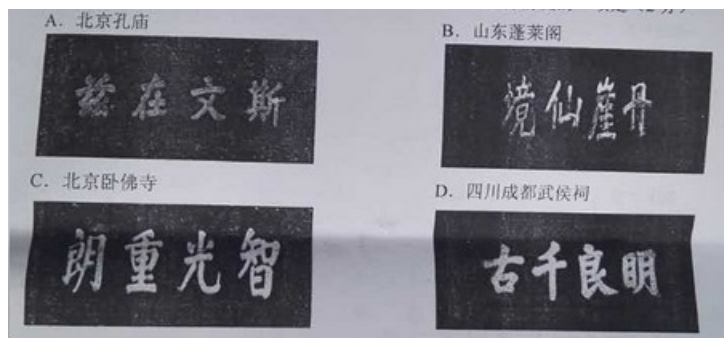 A. 北京孔庙
斯文在兹
B. 山东蓬莱阁
丹崖仙境
C. 北京卧佛寺
智光重朗
D. 四川成都武侯祠
眀良千古